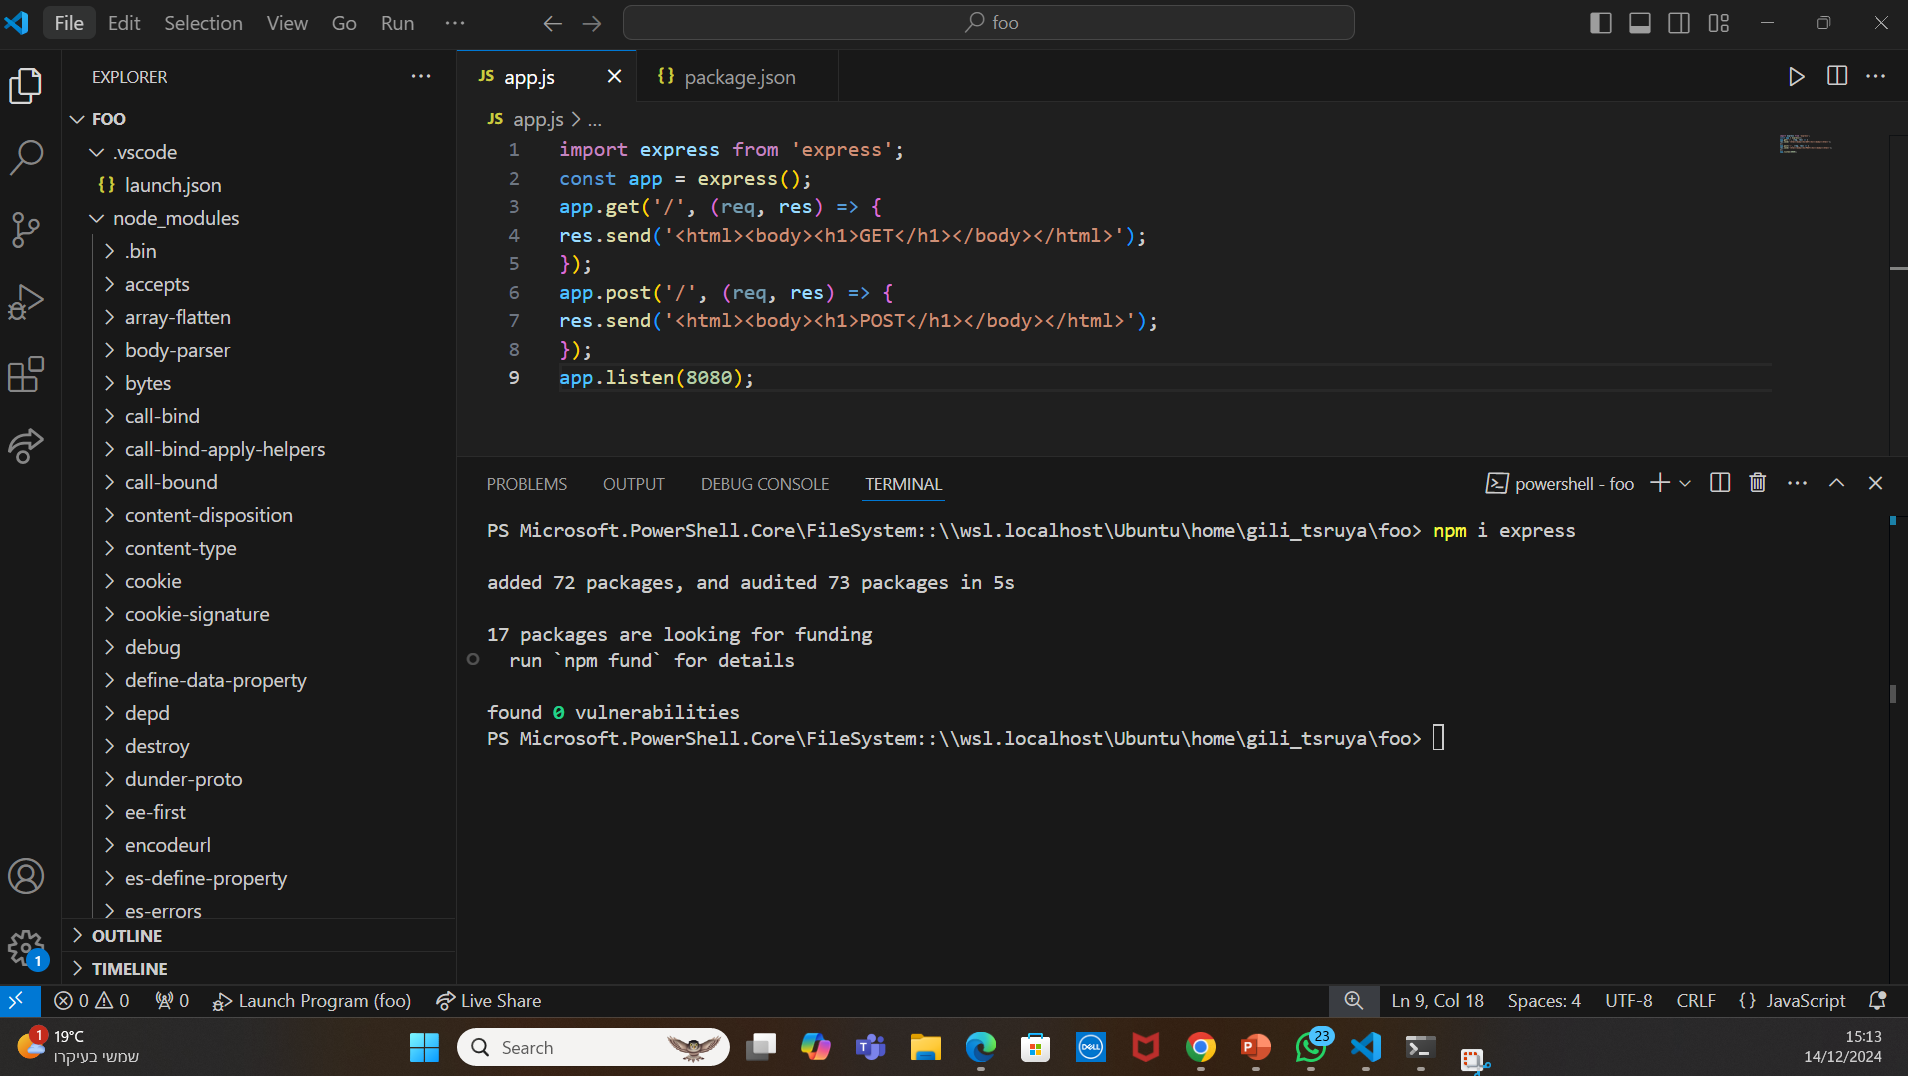 File Edit Selection View Go Run ···
foo
EXPLORER
FOO
.vscode
{} launch.json
node_modules
.bin
accepts
array-flatten
body-parser
bytes
call-bind
call-bind-apply-helpers
call-bound
content-disposition
content-type
cookie
cookie-signature
debug
define-data-property
depd
destroy
dunder-proto
ee-first
encodeurl
es-define-property
es-errors
OUTLINE
TIMELINE
1
JS app.js
{} package.json
JS app.js > ...
1 import express from 'express';
2 const app = express();
3 app.get('/', (req, res) => {
4 res.send('<html><body><h1>GET</h1></body></html>');
5 });
6 app.post('/', (req, res) => {
7 res.send('<html><body><h1>POST</h1></body></html>');
8 });
9 app.listen(8080);
PROBLEMS OUTPUT DEBUG CONSOLE TERMINAL
powershell - foo
PS Microsoft.PowerShell.Core\FileSystem::\\wsl.localhost\Ubuntu\home\gili_tsruya\foo> npm i express
added 72 packages, and audited 73 packages in 5s
17 packages are looking for funding
run `npm fund` for details
found 0 vulnerabilities
PS Microsoft.PowerShell.Core\FileSystem::\\wsl.localhost\Ubuntu\home\gili_tsruya\foo>
0 0 0 Launch Program (foo) Live Share
Ln 9, Col 18 Spaces: 4 UTF-8 CRLF {} JavaScript
1
19°C
שמשי בעיקרו
Search
DELL
23
15:13
14/12/2024